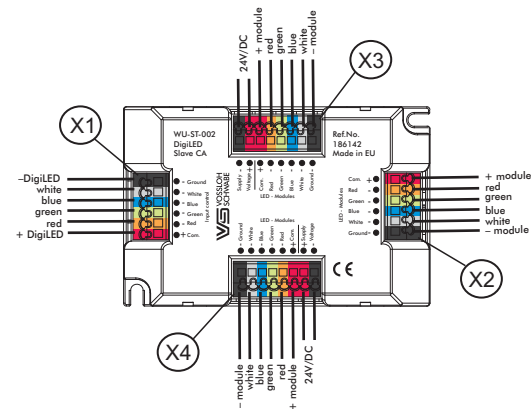 24V/DC
+ module
red
green
blue
white
– module
X3
X1
WU-ST-002
DigiLED
Slave CA
Ref.No.
186142
Made in EU
- Supply
Voltage +
+ Com.
- Red
- Green
- Blue
- White
Ground -
LED - Modules
–DigiLED
white
blue
green
red
+ DigiLED
- Ground
- White
- Blue
- Green
- Red
+ Com.
Input control
VS
VOSSLOH
SCHWABE
Com. +
Red -
Green -
Blue -
White -
Ground-
LED - Modules
+ module
red
green
blue
white
– module
X2
LED - Modules
- Ground
- White
- Blue
- Green
- Red
+ Com.
+ Supply
- Voltage
CE
X4
– module
white
blue
green
red
+ module
24V/DC